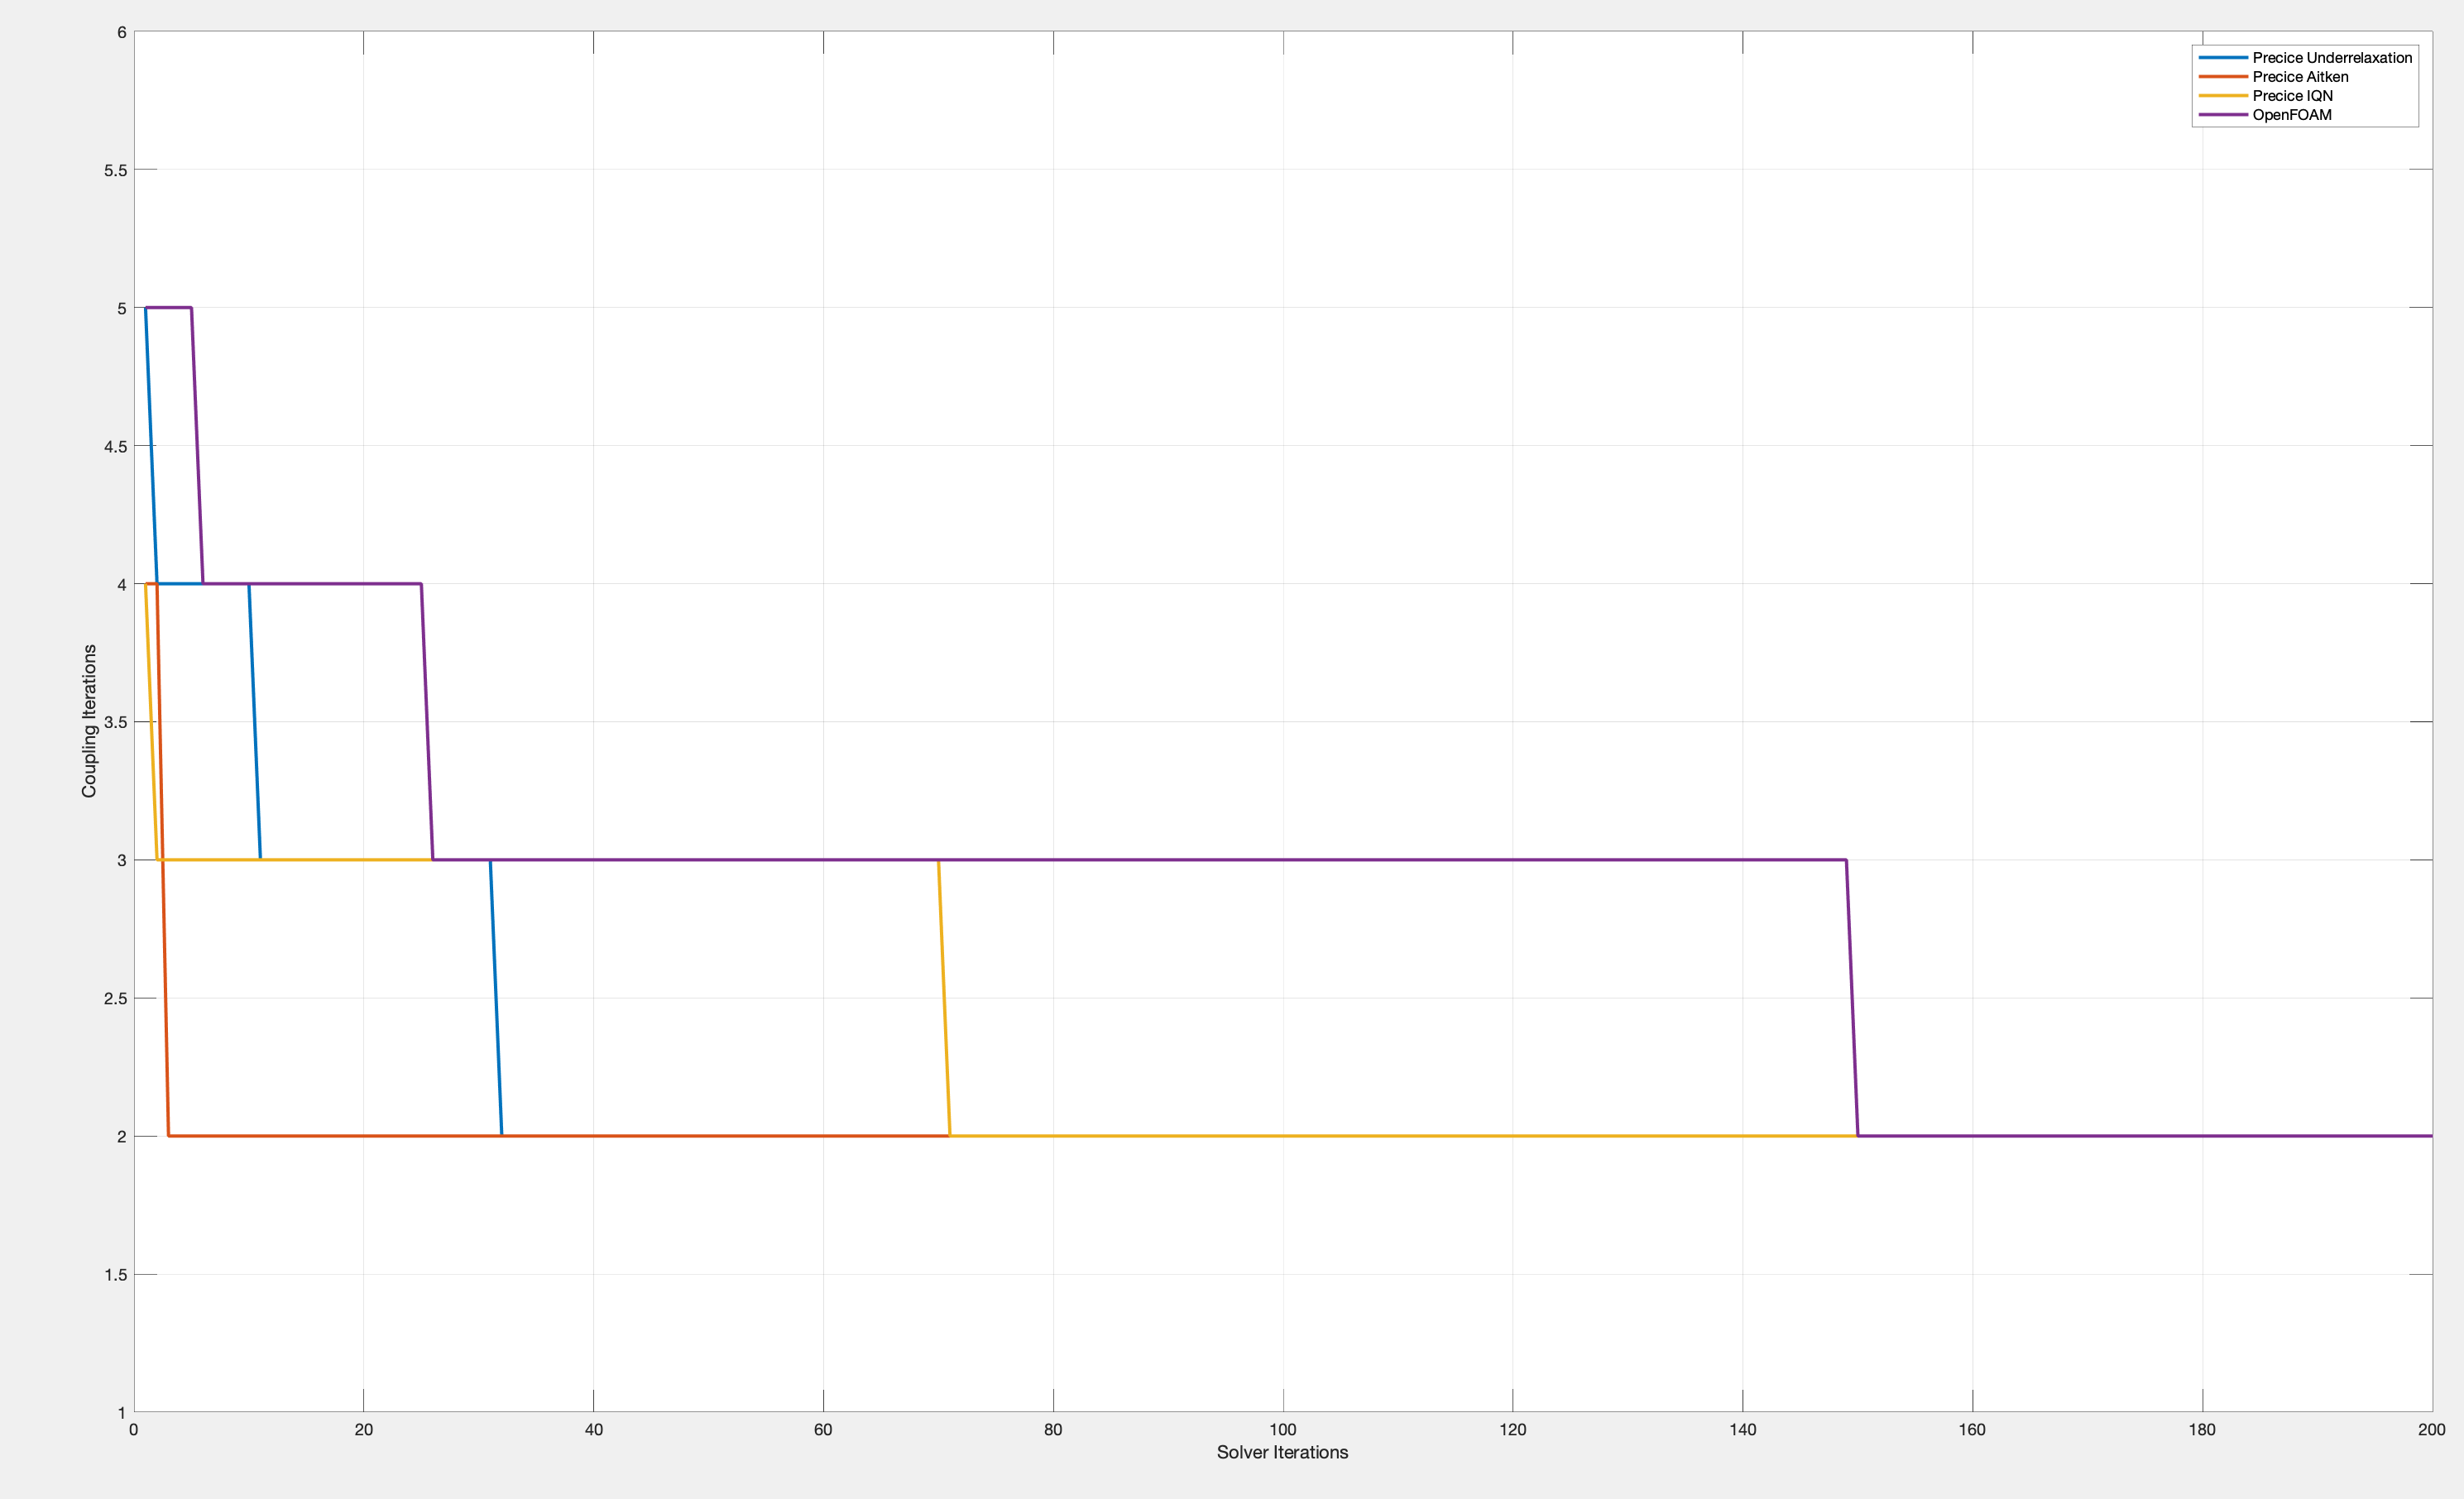 6
5.5
5
4.5
4
3.5
3
2.5
2
1.5
1
Coupling Iterations
Precice Underrelaxation
Precice Aitken
Precice IQN
OpenFOAM
0 20 40 60 80 100 120 140 160 180 200
Solver Iterations